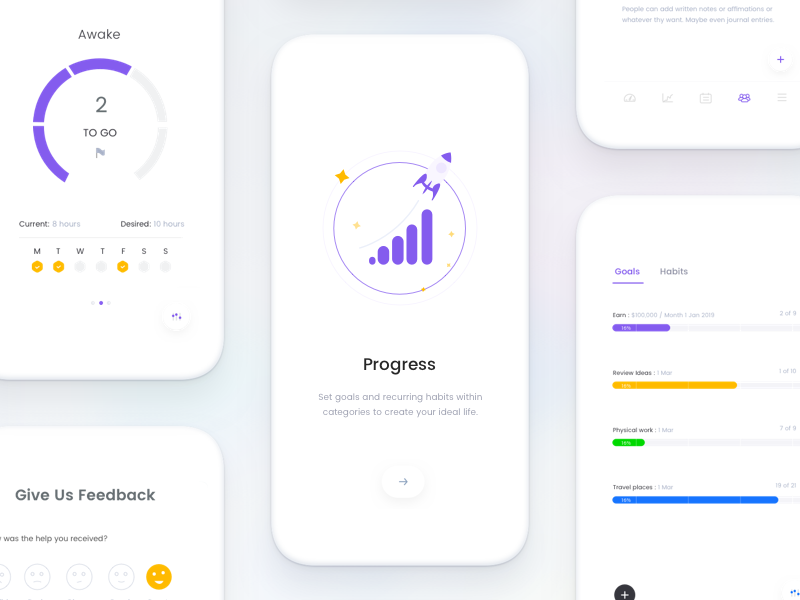 Awake
2
TO GO
Current: 8 hours
Desired: 10 hours
M T W T F S S
Give Us Feedback
was the help you received?
Progress
Set goals and recurring habits within
categories to create your ideal life.
People can add written notes or affirmations or
whatever thy want. Maybe even journal entries.
Goals
Habits
Earn : $100,000 / Month 1 Jan 2019
2 of 9
16%
Review Ideas : 1 Mar
1 of 10
16%
Physical work : 1 Mar
7 of 9
16%
Travel places : 1 Mar
19 of 21
16%